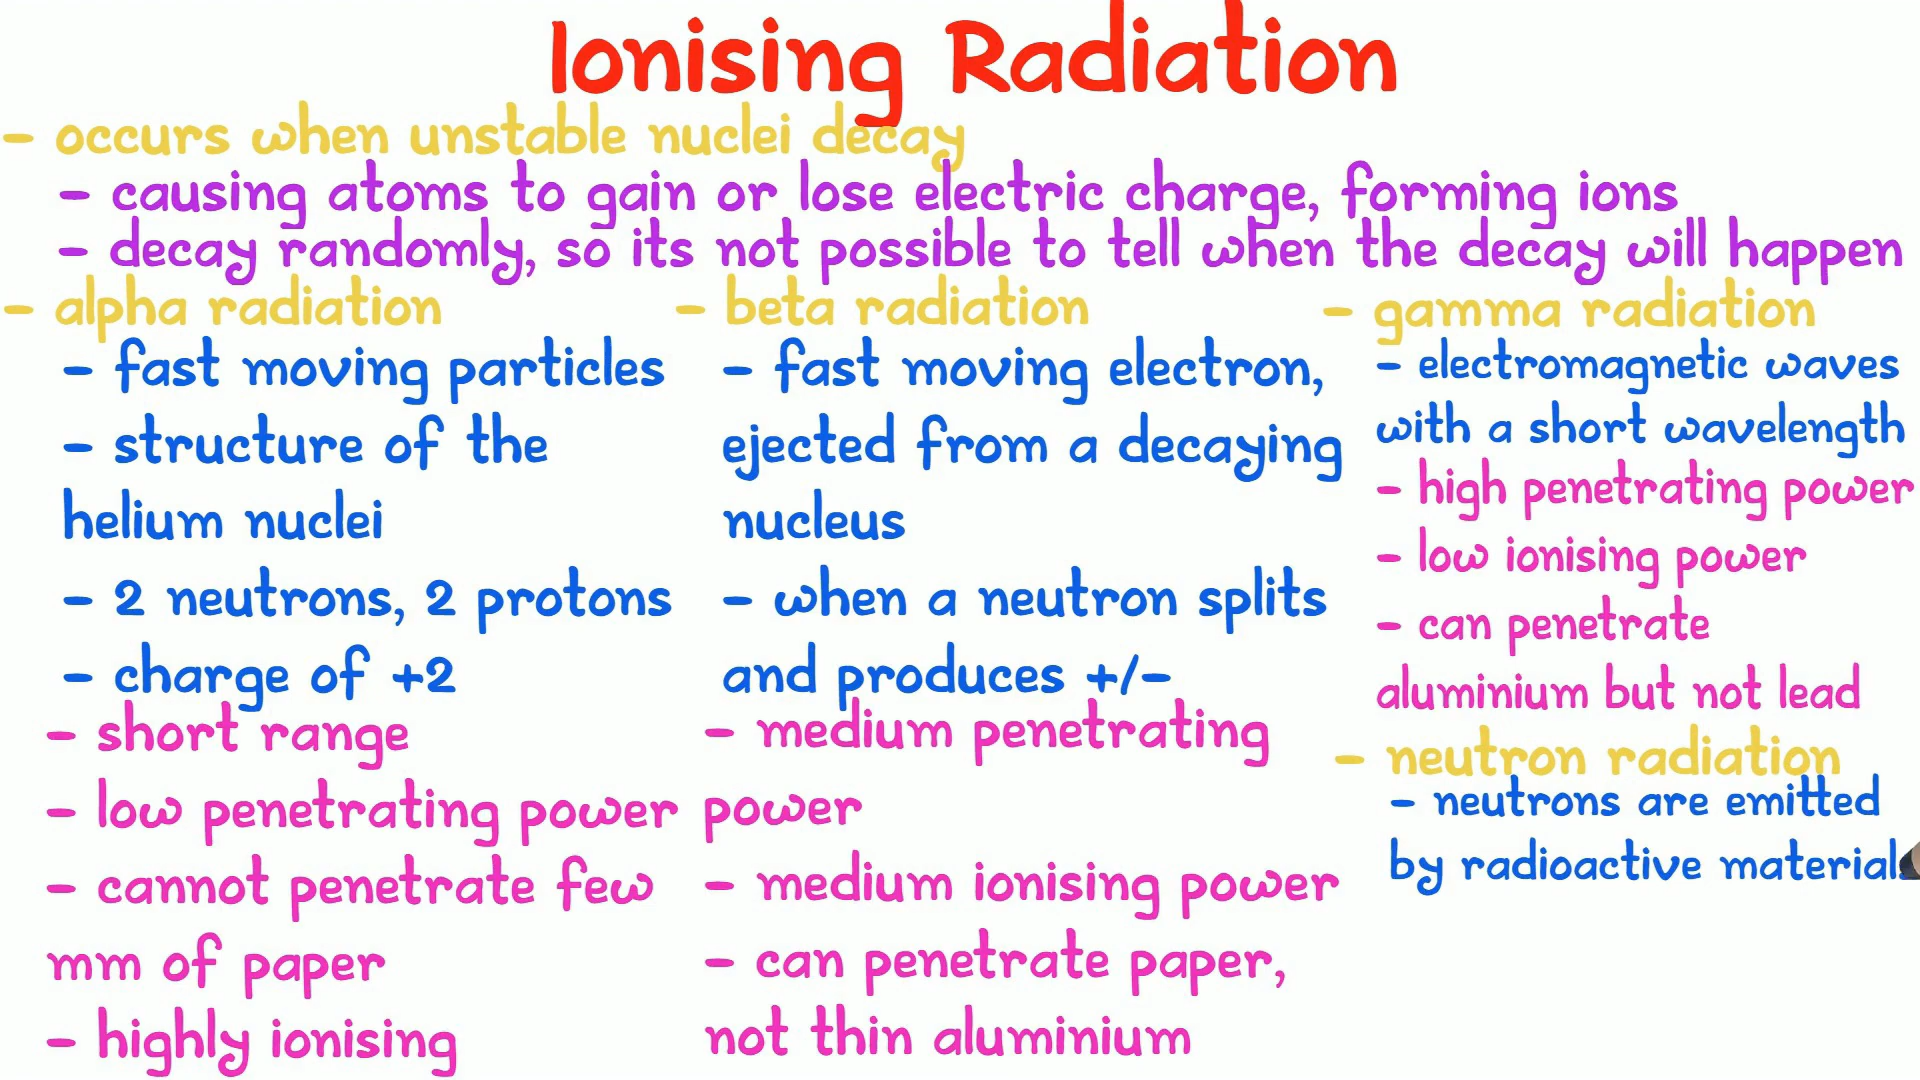 Ionising Radiation
- occurs when unstable nuclei decay
- causing atoms to gain or lose electric charge, forming ions
- decay randomly, so its not possible to tell when the decay will happen
- alpha radiation
- fast moving particles
- structure of the
helium nuclei
- 2 neutrons, 2 protons
- charge of +2
- short range
- low penetrating power
- cannot penetrate few
mm of paper
- highly ionising
- beta radiation
- fast moving electron,
ejected from a decaying
nucleus
- when a neutron splits
and produces +/-
- medium penetrating
power
- medium ionising power
- can penetrate paper,
not thin aluminium
- gamma radiation
- electromagnetic waves
with a short wavelength
- high penetrating power
- low ionising power
- can penetrate
aluminium but not lead
- neutron radiation
- neutrons are emitted
by radioactive material